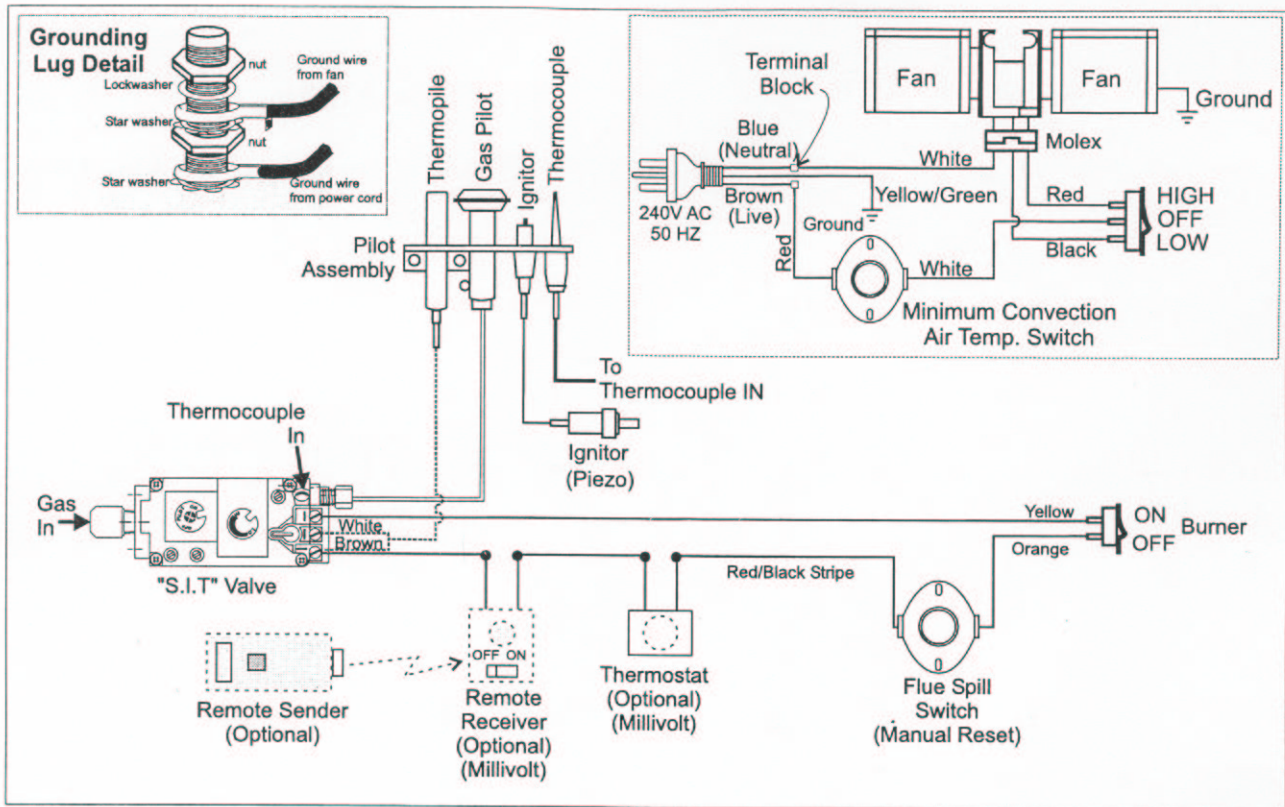 Grounding
Lug Detail
nut
Ground wire
from fan
Lockwasher
Star washer
nut
Star washer
Ground wire
from power cord
Thermopile
Gas Pilot
Ignitor
Thermocouple
Pilot
Assembly
To
Thermocouple IN
Ignitor
(Piezo)
Terminal
Block
Fan
Fan
Ground
Molex
Blue
(Neutral)
White
Yellow/Green
Brown
(Live)
240V AC
50 HZ
Ground
Red
White
Red
Black
HIGH
OFF
LOW
Minimum Convection
Air Temp. Switch
Thermocouple
In
Gas
In
White
Brown
"S.I.T" Valve
Yellow
Orange
ON
OFF
Burner
Red/Black Stripe
OFF ON
Remote Sender
(Optional)
Remote
Receiver
(Optional)
(Millivolt)
Thermostat
(Optional)
(Millivolt)
Flue Spill
Switch
(Manual Reset)